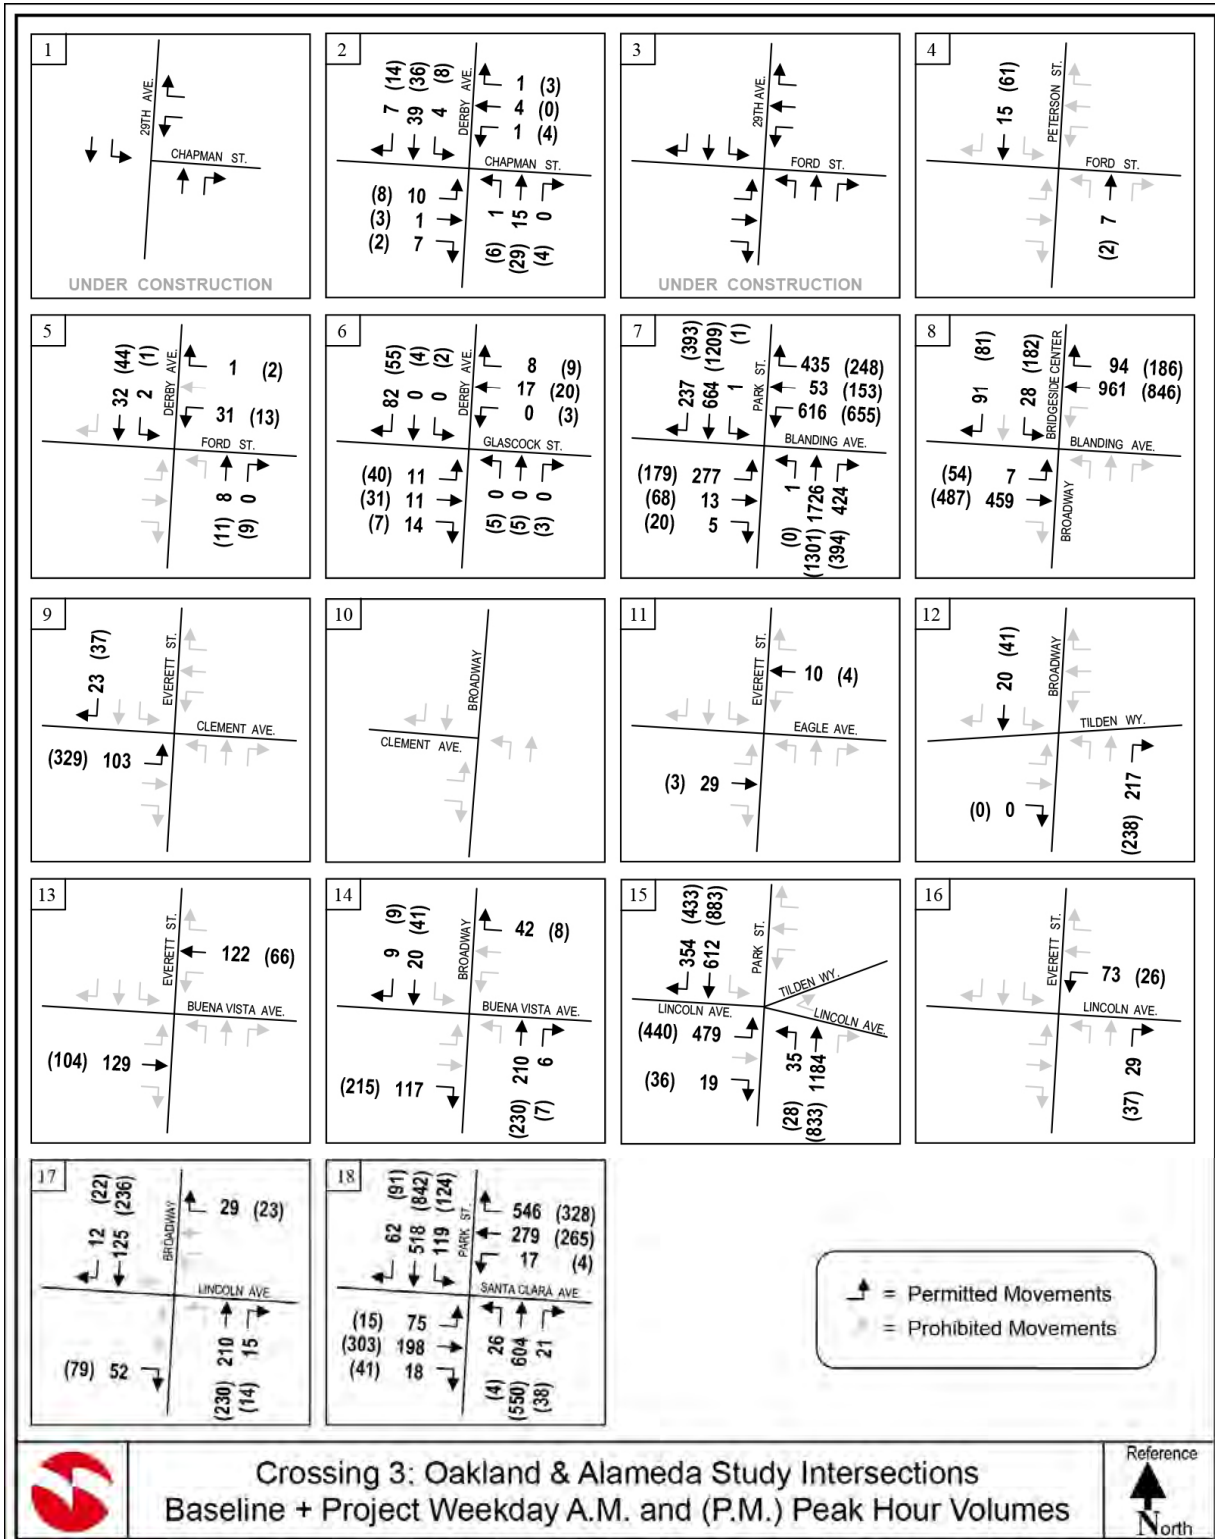 1
29TH AVE.
CHAPMAN ST.
UNDER CONSTRUCTION
2
(14) (36) (8)
7 39 4
DERBY AVE.
1 (3)
4 (0)
1 (4)
CHAPMAN ST.
(8) 10
(3) 1
(2) 7
1 15 0
(6) (29) (4)
3
29TH AVE.
FORD ST.
UNDER CONSTRUCTION
4
15 (61)
PETERSON ST.
FORD ST.
(2) 7
5
(44) (1)
32 2
DERBY AVE.
1 (2)
31 (13)
FORD ST.
8 0
(11) (9)
6
(55) (4) (2)
82 0 0
DERBY AVE.
8 (9)
17 (20)
0 (3)
GLASCOCK ST.
(40) 11
(31) 11
(7) 14
0 0 0
(5) (5) (3)
7
(393) (1209) (1)
237 664 1
PARK ST.
435 (248)
53 (153)
616 (655)
BLANDING AVE.
(179) 277
(68) 13
(20) 5
1 1726 424
(0) (1301) (394)
8
(81) (182)
91 28
BRIDGESIDE CENTER
94 (186)
961 (846)
BLANDING AVE.
(54) 7
(487) 459
BROADWAY
9
23 (37)
EVERETT ST.
CLEMENT AVE.
(329) 103
10
BROADWAY
CLEMENT AVE.
11
EVERETT ST.
10 (4)
EAGLE AVE.
(3) 29
12
20 (41)
BROADWAY
TILDEN WY.
(0) 0
(238) 217
13
EVERETT ST.
122 (66)
BUENA VISTA AVE.
(104) 129
14
(9) (41)
9 20
BROADWAY
42 (8)
BUENA VISTA AVE.
(215) 117
210 6
(230) (7)
15
(433) (883)
354 612
PARK ST.
TILDEN WY.
LINCOLN AVE.
LINCOLN AVE.
(440) 479
(36) 19
35 1184
(28) (833)
16
EVERETT ST.
73 (26)
LINCOLN AVE.
(37) 29
17
(22) (236)
12 125
BROADWAY
29 (23)
LINCOLN AVE
(79) 52
210 15
(230) (14)
18
(91) (842) (124)
62 518 119
PARK ST.
546 (328)
279 (265)
17 (4)
SANTA CLARA AVE
(15) 75
(303) 198
(41) 18
26 604 21
(4) (550) (38)
= Permitted Movements
= Prohibited Movements
Crossing 3: Oakland & Alameda Study Intersections
Baseline + Project Weekday A.M. and (P.M.) Peak Hour Volumes
Reference
North